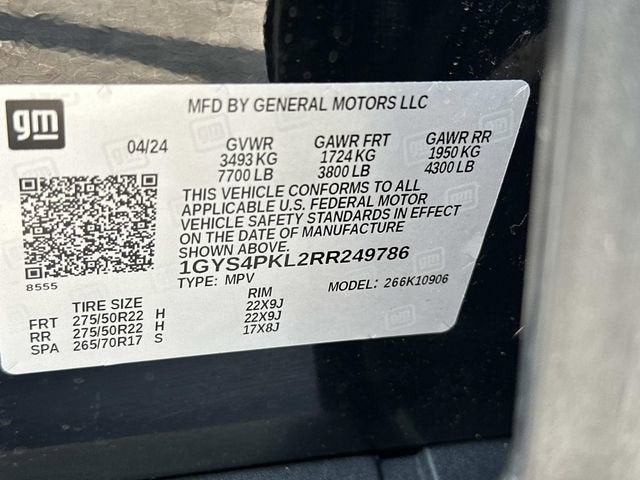 gm
MFD BY GENERAL MOTORS LLC
04/24 GVWR GAWR FRT GAWR RR
3493 KG 1724 KG 1950 KG
7700 LB 3800 LB 4300 LB
THIS VEHICLE CONFORMS TO ALL
APPLICABLE U.S. FEDERAL MOTOR
VEHICLE SAFETY STANDARDS IN EFFECT
ON THE DATE OF MANUFACTURE
SHOWN ABOVE.
1GYS4PKL2RR249786
8555 TYPE: MPV MODEL: 266K10906
TIRE SIZE RIM
FRT 275/50R22 H 22X9J
RR 275/50R22 H 22X9J
SPA 265/70R17 S 17X8J